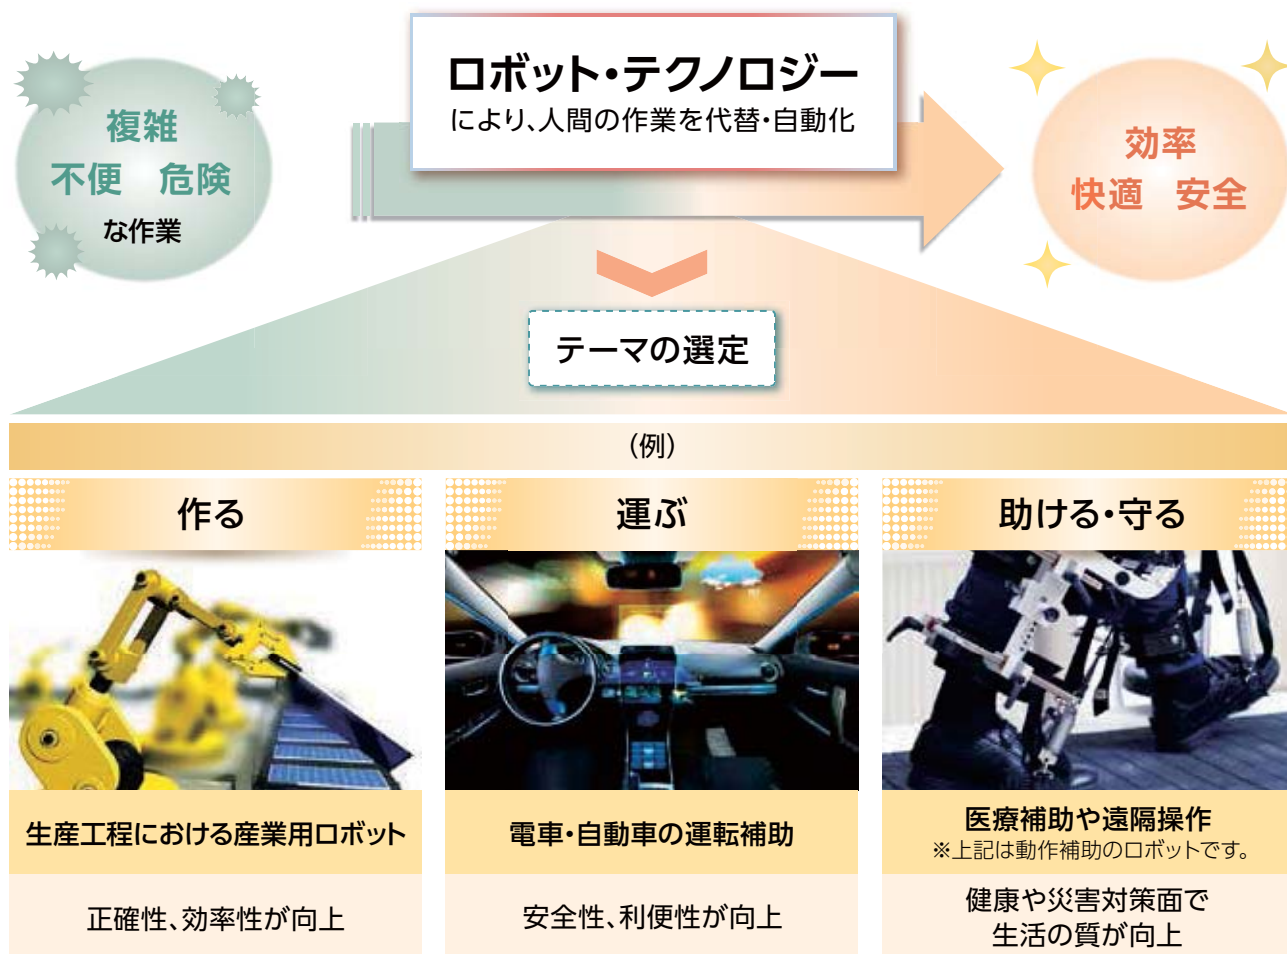 ロボット・テクノロジー
により、人間の作業を代替・自動化
複雑
不便 危険
な作業
効率
快適 安全
テーマの選定
(例)
作る
運ぶ
助ける・守る
生産工程における産業用ロボット
電車・自動車の運転補助
医療補助や遠隔操作
※上記は動作補助のロボットです。
正確性、効率性が向上
安全性、利便性が向上
健康や災害対策面で
生活の質が向上